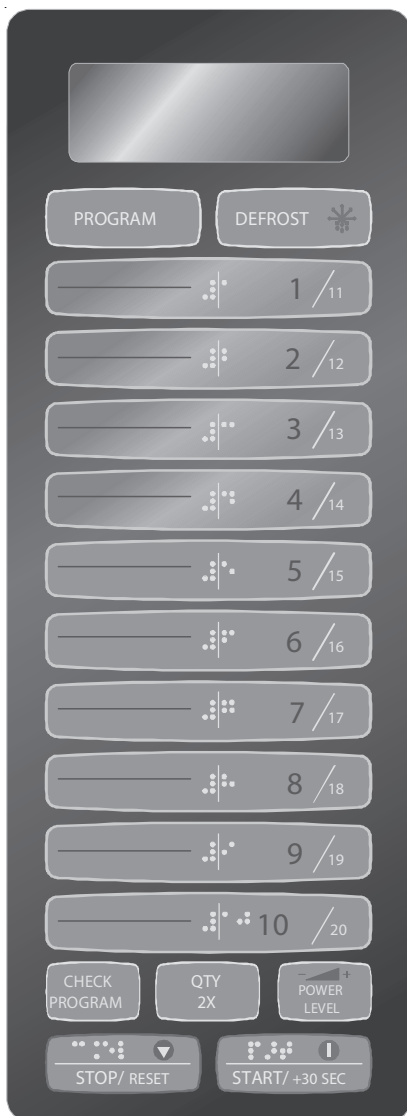 PROGRAM
DEFROST
1 / 11
2 / 12
3 / 13
4 / 14
5 / 15
6 / 16
7 / 17
8 / 18
9 / 19
10 / 20
CHECK
PROGRAM
QTY
2X
- +
POWER
LEVEL
STOP/ RESET
START/ +30 SEC